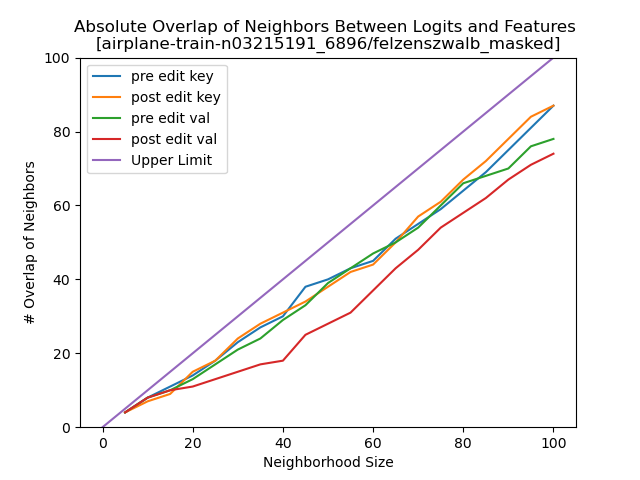 Absolute Overlap of Neighbors Between Logits and Features
[airplane-train-n03215191_6896/felzenszwalb_masked]
pre edit key
post edit key
pre edit val
post edit val
Upper Limit
# Overlap of Neighbors
100
80
60
40
20
0
0 20 40 60 80 100
Neighborhood Size